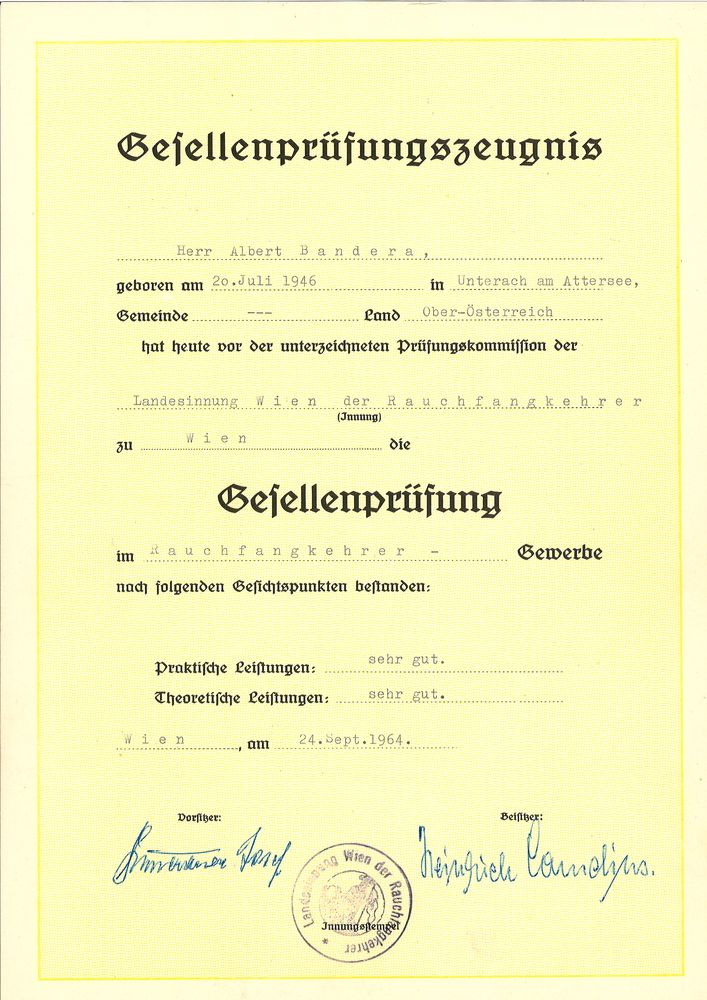 Gesellenprüfungszeugnis
Herr Albert Bandera,
geboren am 2o.Juli 1946 in Unterach am Attersee,
Gemeinde --- Land Ober-Österreich
hat heute vor der unterzeichneten Prüfungskommission der
Landesinnung Wien der Rauchfangkehrer
(Innung)
zu Wien die
Gesellenprüfung
im Rauchfangkehrer - Gewerbe
nach folgenden Gesichtspunkten bestanden:
Praktische Leistungen: sehr gut.
Theoretische Leistungen: sehr gut.
Wien, am 24.Sept.1964.
Vorsitzer: Beisitzer:
Josef Heinrich
Landesinnung Wien der Rauchfangkehrer *
Innungsstempel